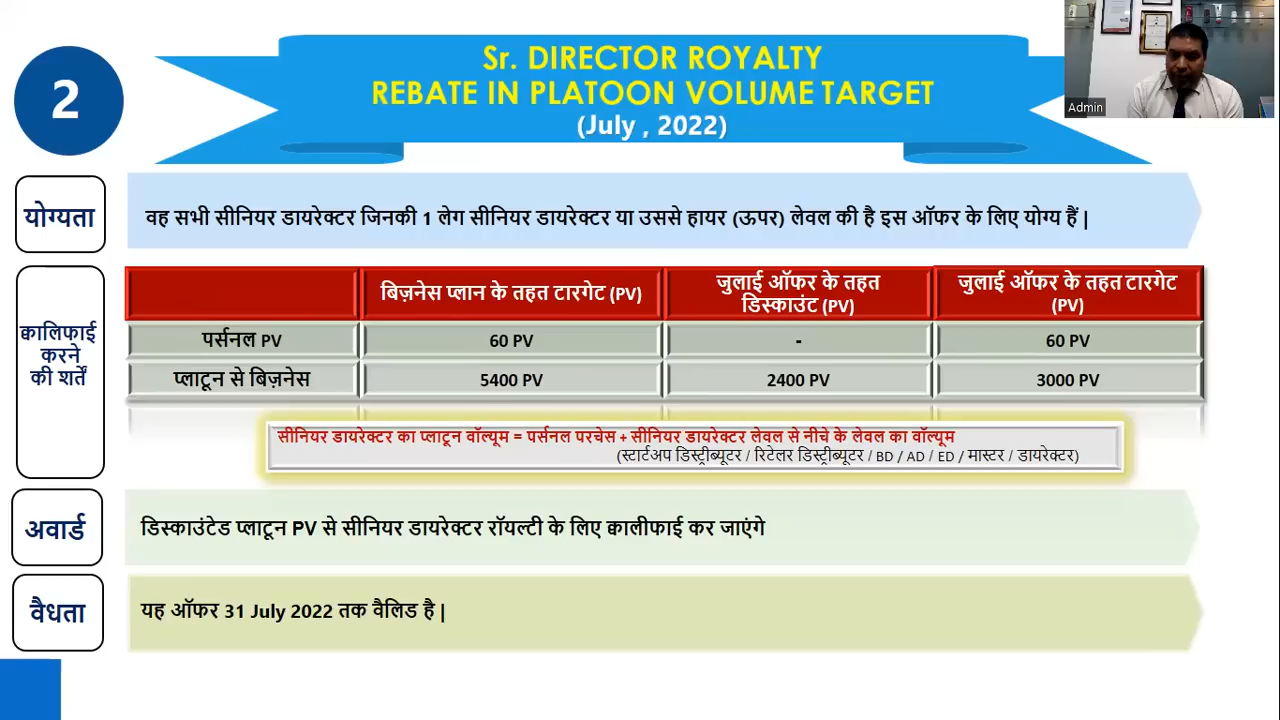 2
Sr. DIRECTOR ROYALTY
REBATE IN PLATOON VOLUME TARGET
(July , 2022)
Admin
योग्यता
वह सभी सीनियर डायरेक्टर जिनकी 1 लेग सीनियर डायरेक्टर या उससे हायर (ऊपर) लेवल की है इस ऑफर के लिए योग्य हैं |
क्वालिफाई
करने
की शर्तें
बिज़नेस प्लान के तहत टारगेट (PV)
जुलाई ऑफर के तहत
डिस्काउंट (PV)
जुलाई ऑफर के तहत टारगेट
(PV)
पर्सनल PV
60 PV
-
60 PV
प्लाटून से बिज़नेस
5400 PV
2400 PV
3000 PV
सीनियर डायरेक्टर का प्लाटून वॉल्यूम = पर्सनल परचेस + सीनियर डायरेक्टर लेवल से नीचे के लेवल का वॉल्यूम
(स्टार्टअप डिस्ट्रीब्यूटर / रिटेलर डिस्ट्रीब्यूटर / BD / AD / ED / मास्टर / डायरेक्टर)
अवार्ड
डिस्काउंटेड प्लाटून PV से सीनियर डायरेक्टर रॉयल्टी के लिए क्वालीफाई कर जाएंगे
वैधता
यह ऑफर 31 July 2022 तक वैलिड है |